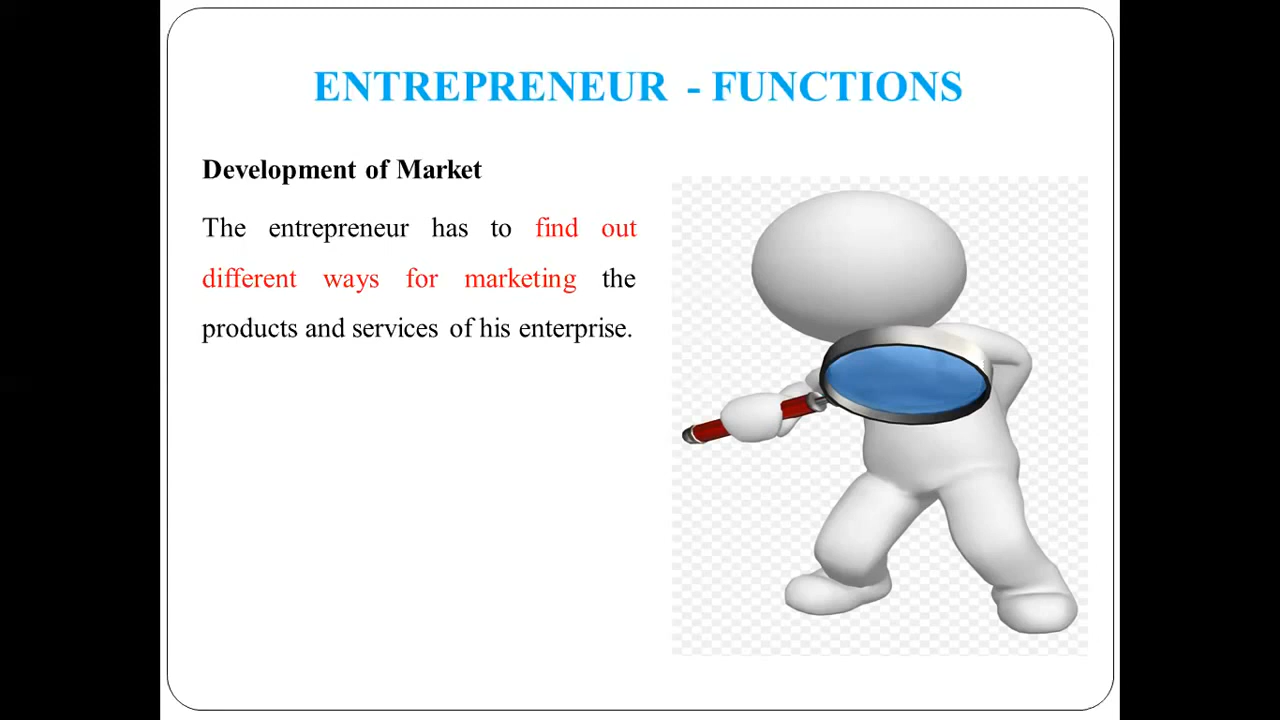 ENTREPRENEUR - FUNCTIONS
Development of Market
The entrepreneur has to find out
different ways for marketing the
products and services of his enterprise.